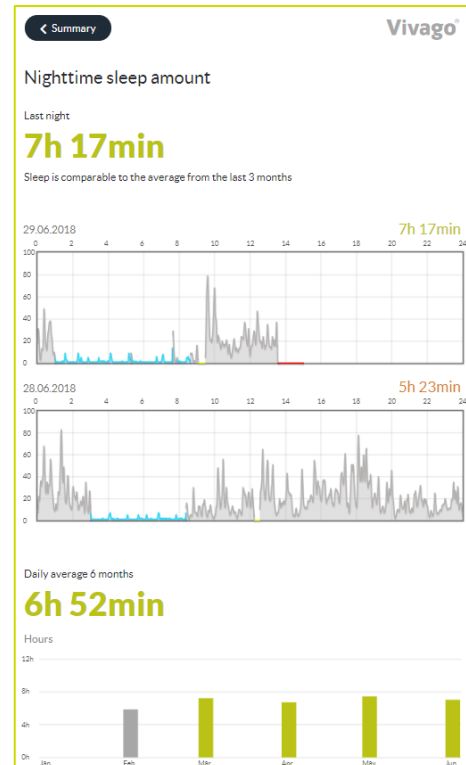 Summary
Vivago
Nighttime sleep amount
Last night
7h 17min
Sleep is comparable to the average from the last 3 months
29.06.2018 7h 17min
0 2 4 6 8 10 12 14 16 18 20 22 24
100
80
60
40
20
0
28.06.2018 5h 23min
0 2 4 6 8 10 12 14 16 18 20 22 24
100
80
60
40
20
0
Daily average 6 months
6h 52min
Hours
12h
8h
4h
0h
Jan Feb Mar Apr May Jun